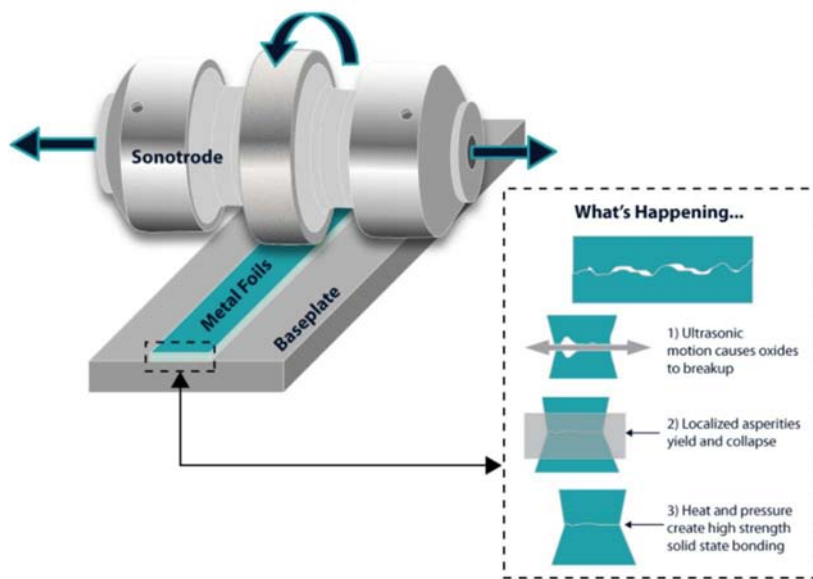 Sonotrode
Metal Foils
Baseplate
What's Happening...
1) Ultrasonic
motion causes oxides
to breakup
2) Localized asperities
yield and collapse
3) Heat and pressure
create high strength
solid state bonding